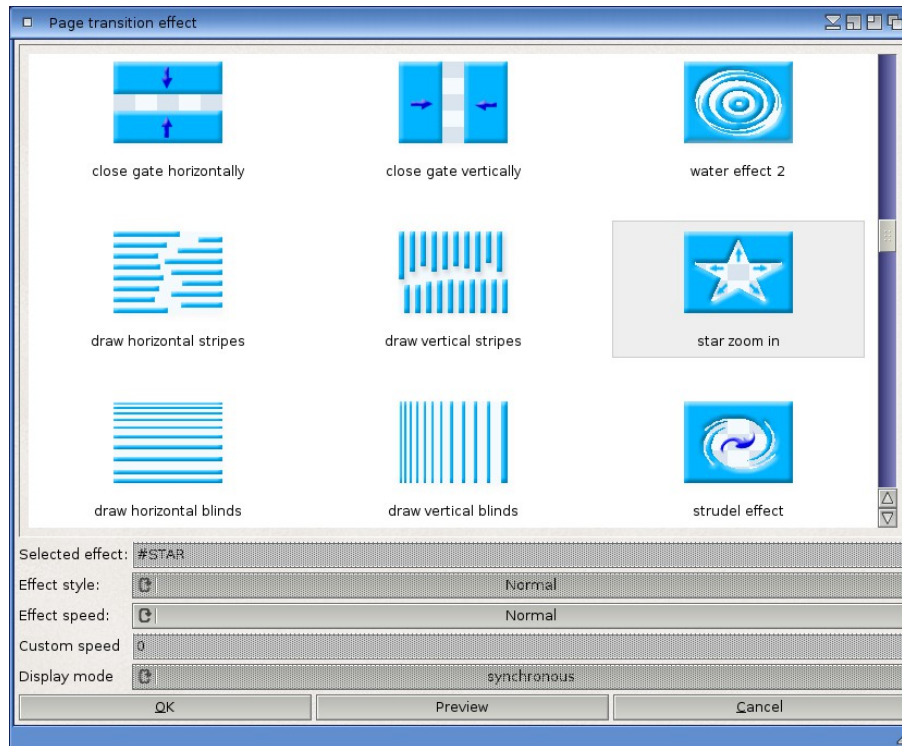 Page transition effect
close gate horizontally
close gate vertically
water effect 2
draw horizontal stripes
draw vertical stripes
star zoom in
draw horizontal blinds
draw vertical blinds
strudel effect
Selected effect: #STAR
Effect style: Normal
Effect speed: Normal
Custom speed 0
Display mode synchronous
OK
Preview
Cancel